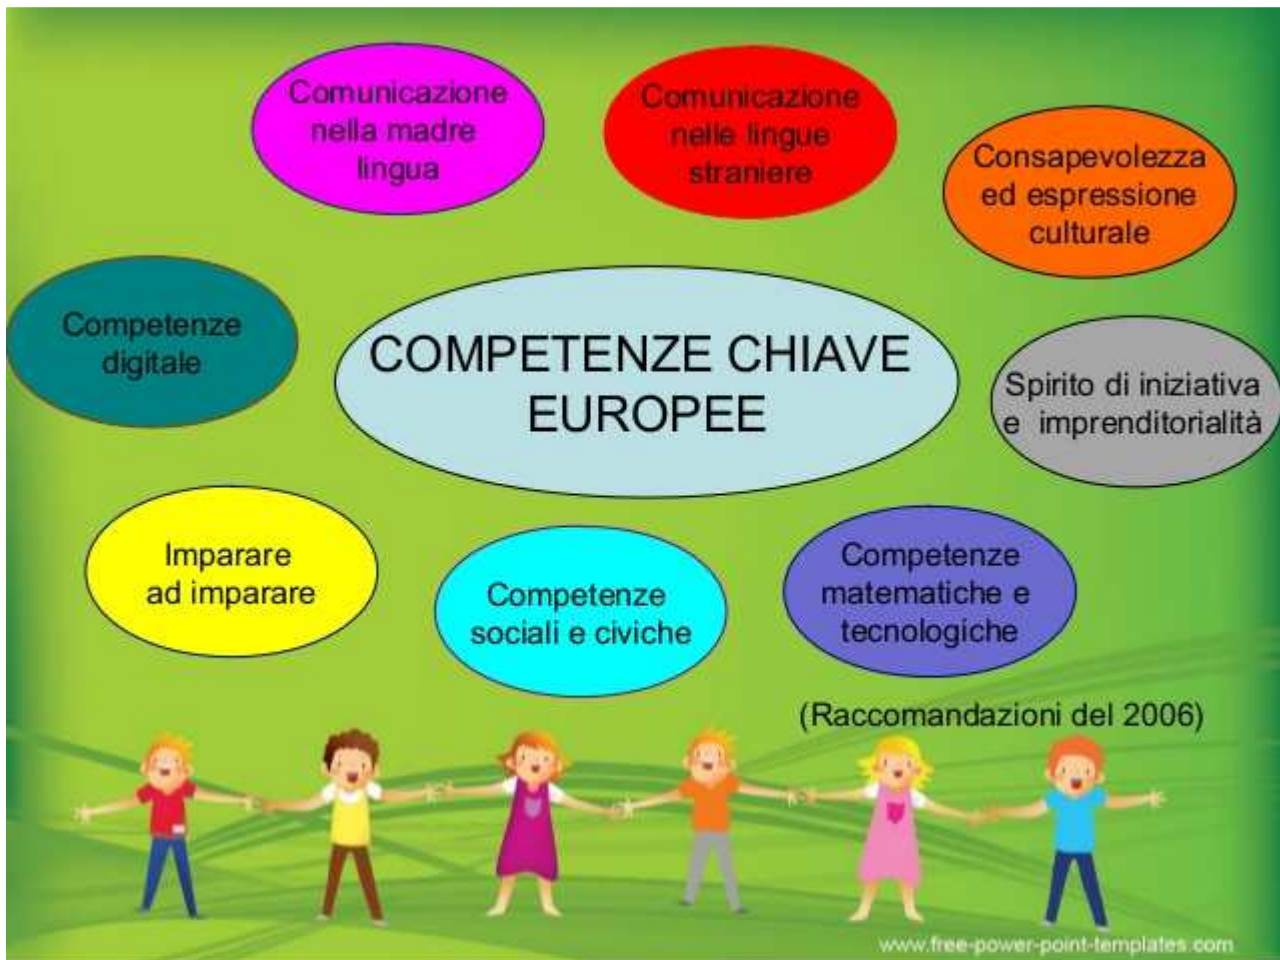 Comunicazione
nella madre
lingua
Comunicazione
nelle lingue
straniere
Consapevolezza
ed espressione
culturale
Competenze
digitale
COMPETENZE CHIAVE
EUROPEE
Spirito di iniziativa
e imprenditorialità
Imparare
ad imparare
Competenze
sociali e civiche
Competenze
matematiche e
tecnologiche
(Raccomandazioni del 2006)
www.free-power-point-templates.com